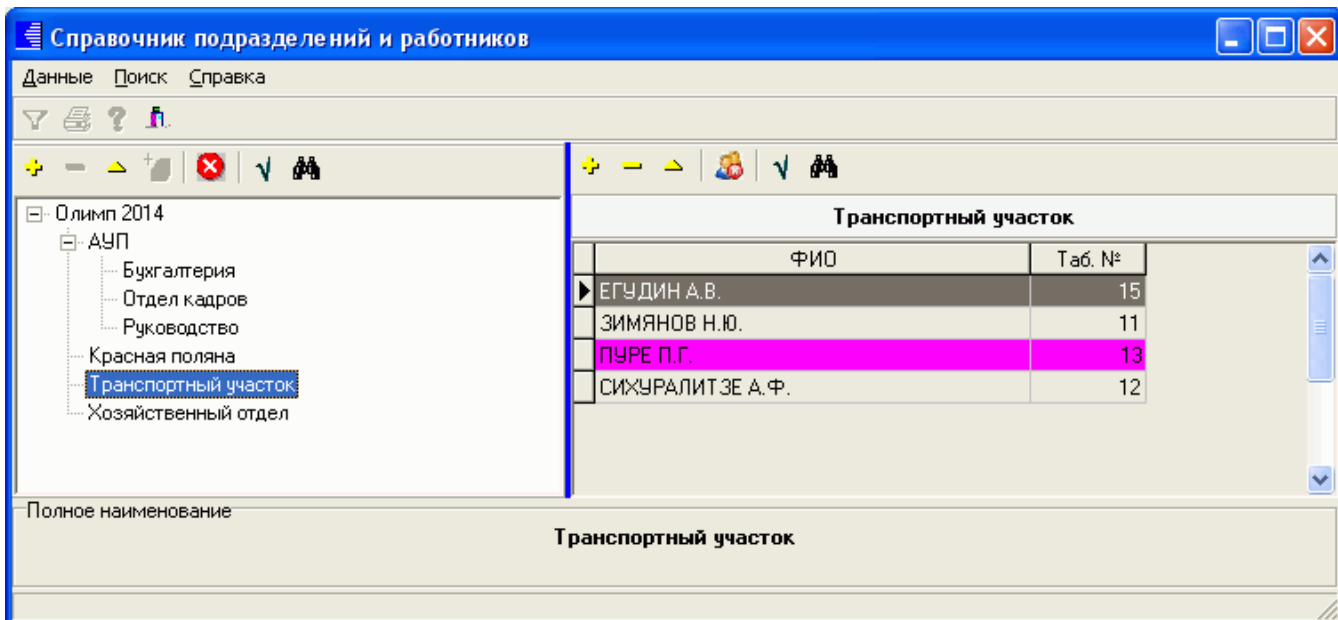 Справочник подразделений и работников
Данные Поиск Справка
Олимп 2014
АУП
Бухгалтерия
Отдел кадров
Руководство
Красная поляна
Транспортный участок
Хозяйственный отдел
Транспортный участок
ФИО Таб. №
ЕГУДИН А.В. 15
ЗИМЯНОВ Н.Ю. 11
ПУРЕ П.Г. 13
СИХУРАЛИТЗЕ А.Ф. 12
Полное наименование
Транспортный участок